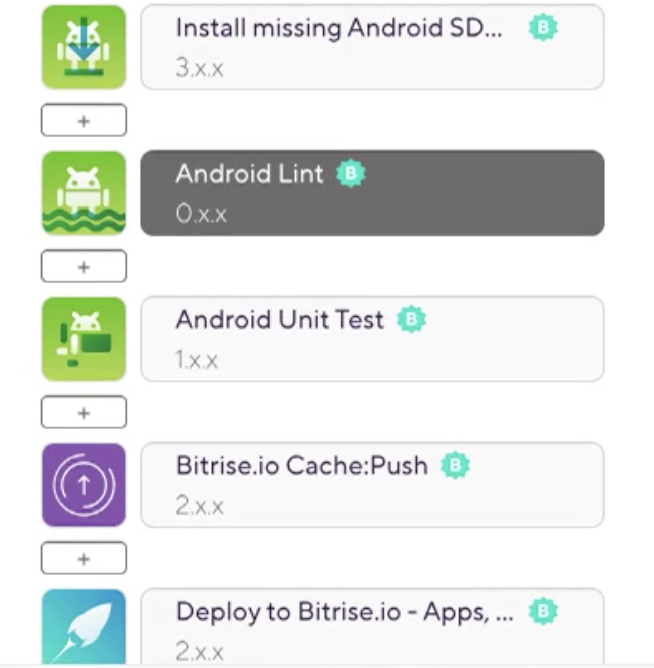 Install missing Android SD... B
3.x.x
+
Android Lint B
0.x.x
+
Android Unit Test B
1.x.x
+
Bitrise.io Cache:Push B
2.x.x
+
Deploy to Bitrise.io - Apps, ... B
2.x.x